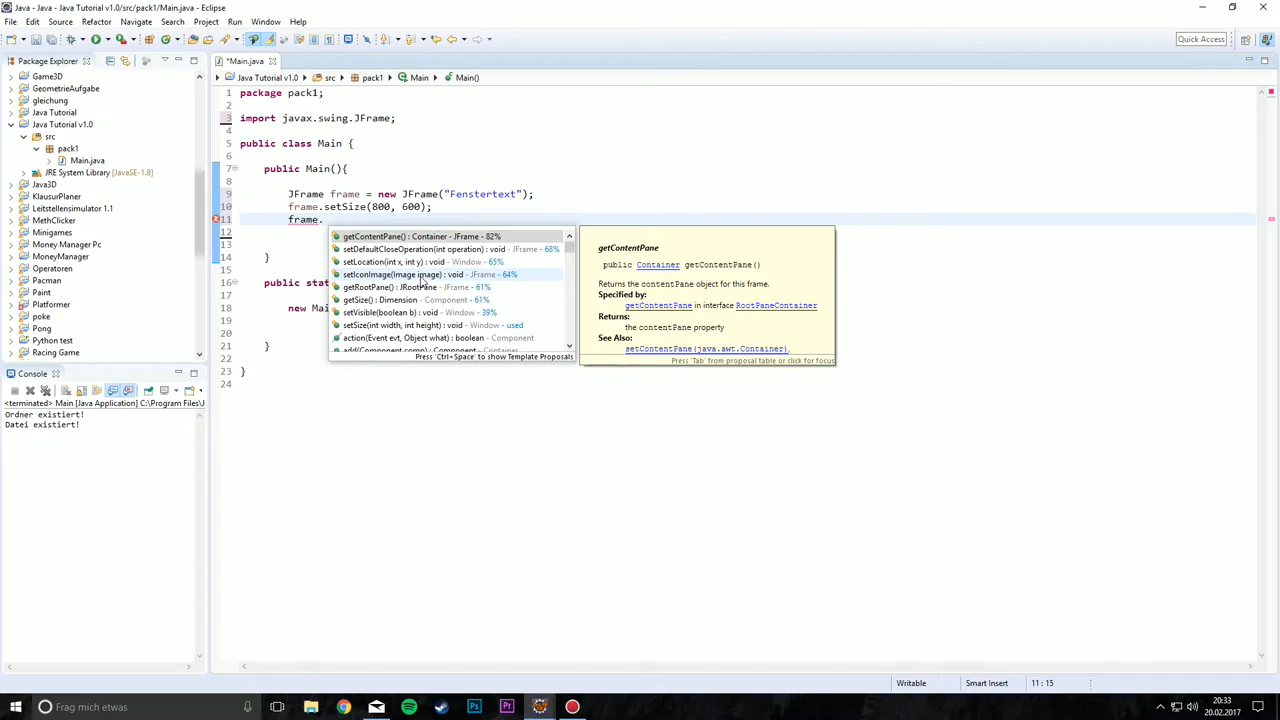 Java - Java Tutorial v1.0/src/pack1/Main.java - Eclipse
File Edit Source Refactor Navigate Search Project Run Window Help
Quick Access
Package Explorer
*Main.java
Java Tutorial v1.0 src pack1 Main Main()
Game3D
GeometrieAufgabe
gleichung
Java Tutorial
Java Tutorial v1.0
src
pack1
Main.java
JRE System Library [JavaSE-1.8]
Java3D
KlausurPlaner
Leitstellensimulator 1.1
MethClicker
Minigames
Money Manager Pc
MoneyManager
Operatoren
Pacman
Paint
Platformer
poke
Pong
Python test
Racing Game
1 package pack1;
2
3 import javax.swing.JFrame;
4
5 public class Main {
6
7 public Main(){
8
9 JFrame frame = new JFrame("Fenstertext");
10 frame.setSize(800, 600);
11 frame.
12
13
14 }
15
16 public stat
17
18 new Mai
19
20
21 }
22
23 }
24
getContentPane() : Container - JFrame - 82%
setDefaultCloseOperation(int operation) : void - JFrame - 68%
setLocation(int x, int y) : void - Window - 65%
setIconImage(Image image) : void - JFrame - 64%
getRootPane() : JRootPane - JFrame - 61%
getSize() : Dimension - Component - 61%
setVisible(boolean b) : void - Window - 39%
setSize(int width, int height) : void - Window - used
action(Event evt, Object what) : boolean - Component
add(Component comp) : Component - Container
Press 'Ctrl+Space' to show Template Proposals
getContentPane
public Container getContentPane()
Returns the contentPane object for this frame.
Specified by:
getContentPane in interface RootPaneContainer
Returns:
the contentPane property
See Also:
setContentPane(java.awt.Container),
Press 'Tab' from proposal table or click for focus
Console
<terminated> Main [Java Application] C:\Program Files\J
Ordner existiert!
Datei existiert!
Writable Smart Insert 11 : 15
Frag mich etwas
20:33
20.02.2017